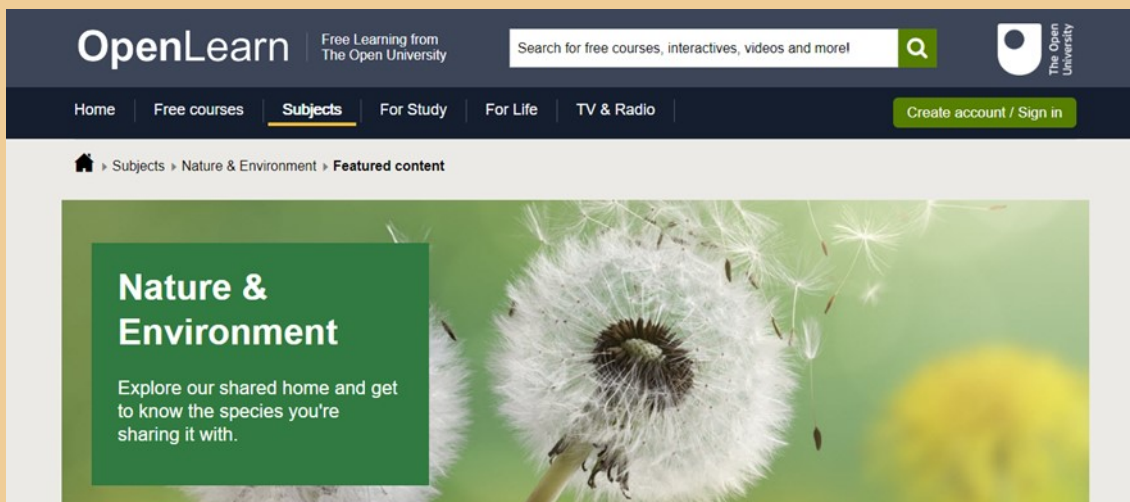 OpenLearn
Free Learning from
The Open University
Search for free courses, interactives, videos and more!
The Open
University
Home
Free courses
Subjects
For Study
For Life
TV & Radio
Create account / Sign in
Subjects
Nature & Environment
Featured content
Nature &
Environment
Explore our shared home and get
to know the species you're
sharing it with.